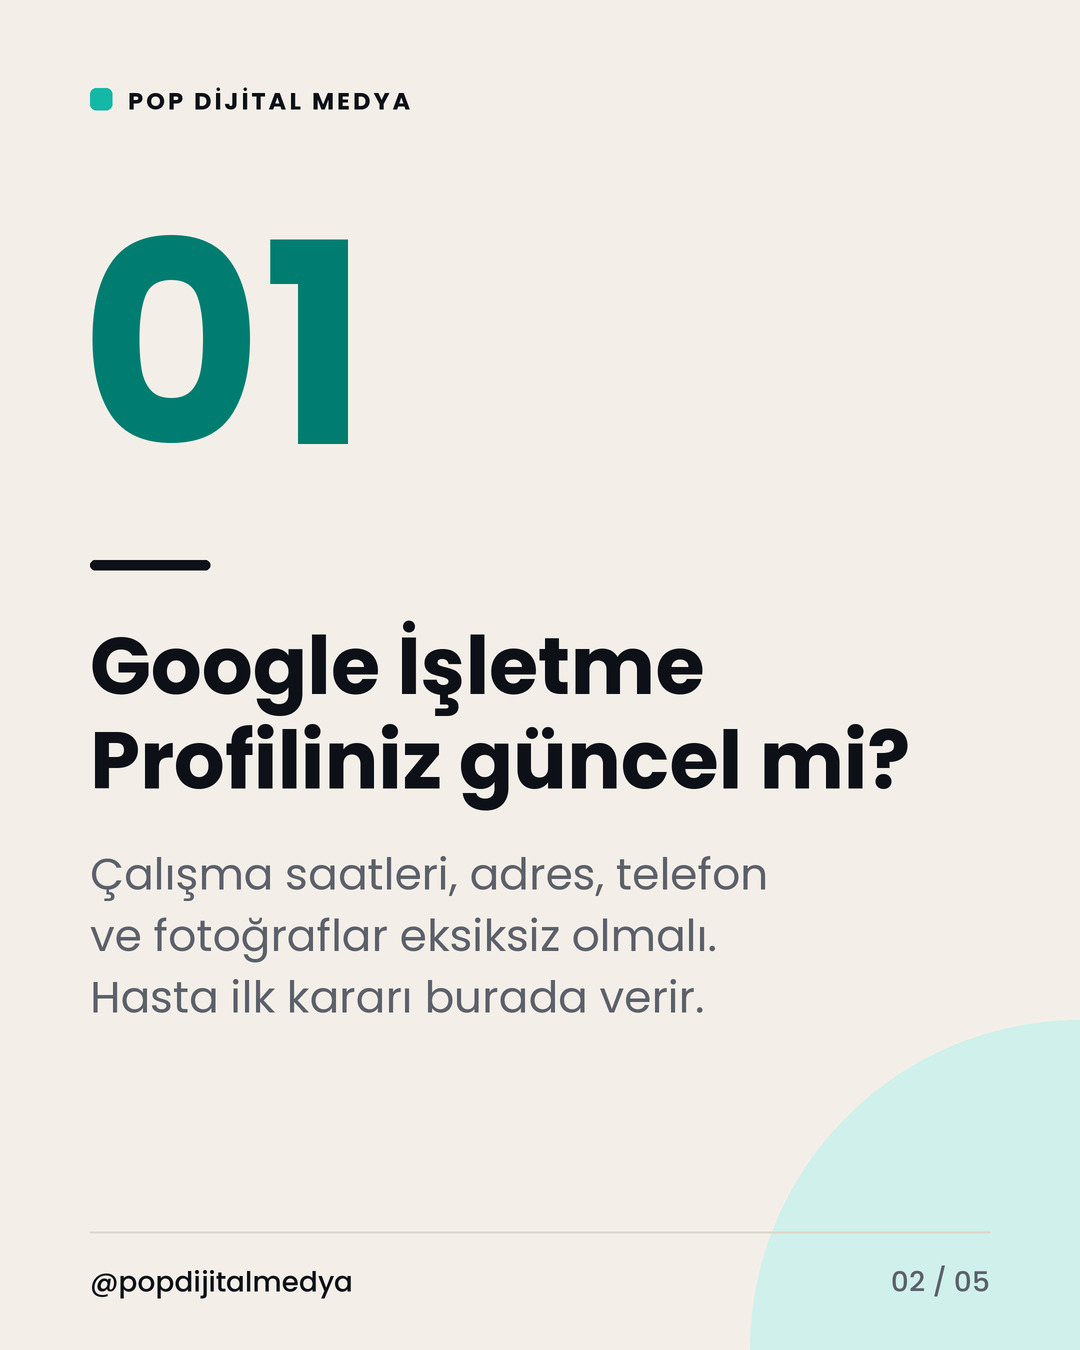 POP DİJİTAL MEDYA
01
Google İşletme
Profiliniz güncel mi?
Çalışma saatleri, adres, telefon
ve fotoğraflar eksiksiz olmalı.
Hasta ilk kararı burada verir.
@popdijitalmedya
02 / 05